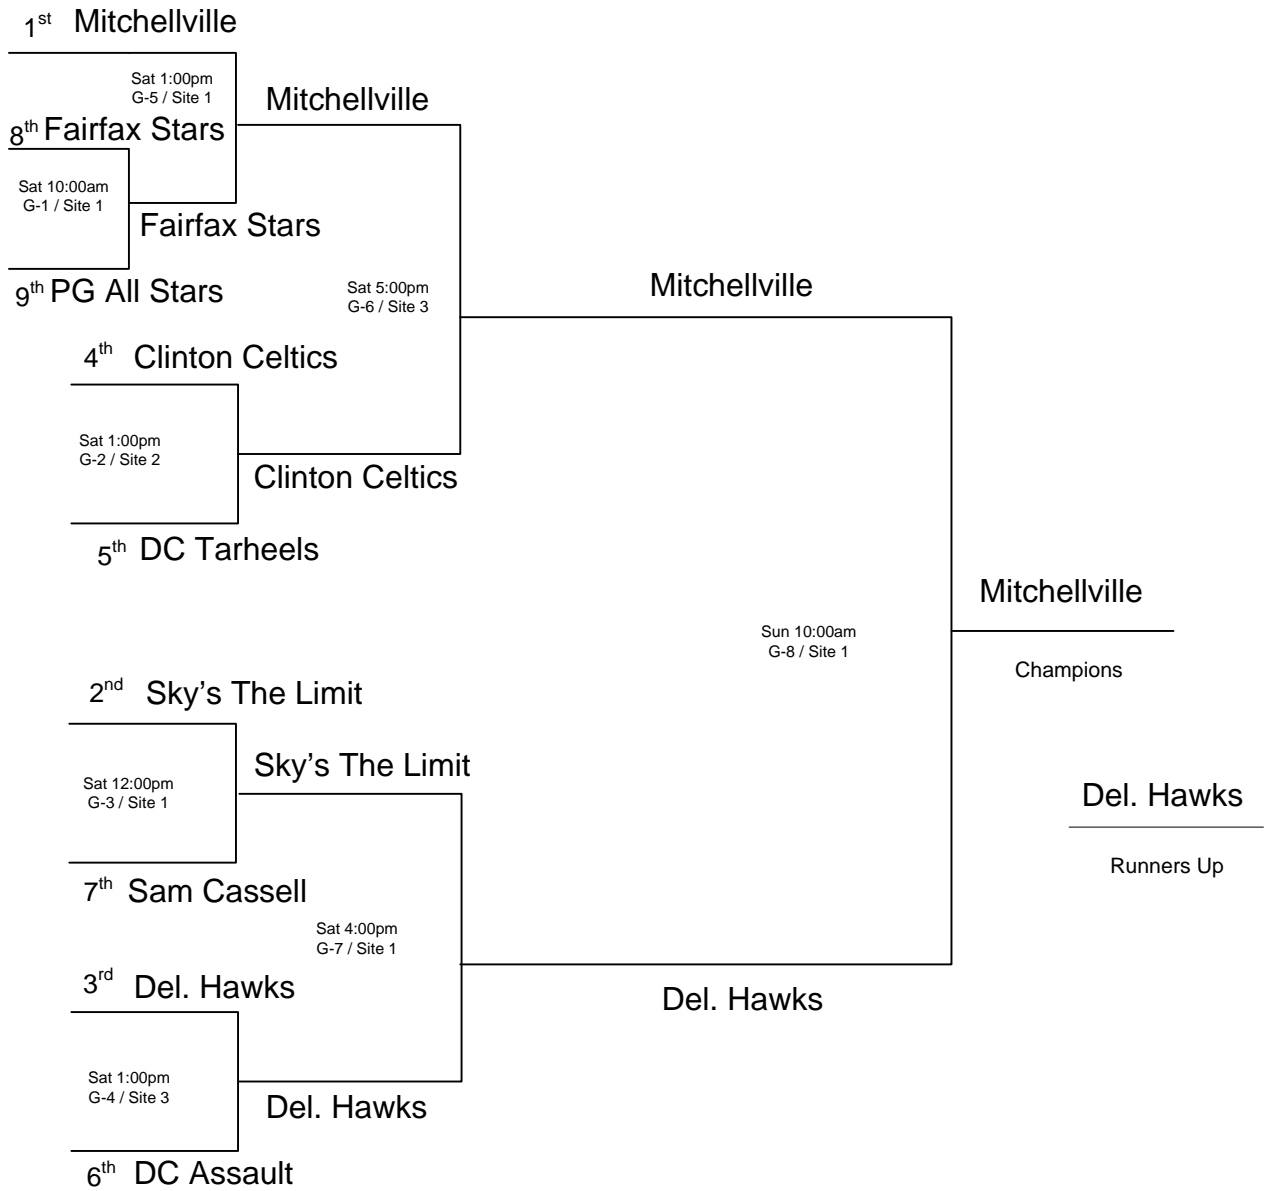 1st Mitchellville
Sat 1:00pm
G-5 / Site 1
Mitchellville
8th Fairfax Stars
Sat 10:00am
G-1 / Site 1
Fairfax Stars
9th PG All Stars
Sat 5:00pm
G-6 / Site 3
Mitchellville
4th Clinton Celtics
Sat 1:00pm
G-2 / Site 2
Clinton Celtics
5th DC Tarheels
Mitchellville
Sun 10:00am
G-8 / Site 1
Champions
2nd Sky's The Limit
Sky’s The Limit
Sat 12:00pm
G-3 / Site 1
Del. Hawks
Runners Up
7th Sam Cassell
Sat 4:00pm
G-7 / Site 1
3rd Del. Hawks
Del. Hawks
Sat 1:00pm
G-4 / Site 3
Del. Hawks
6th DC Assault